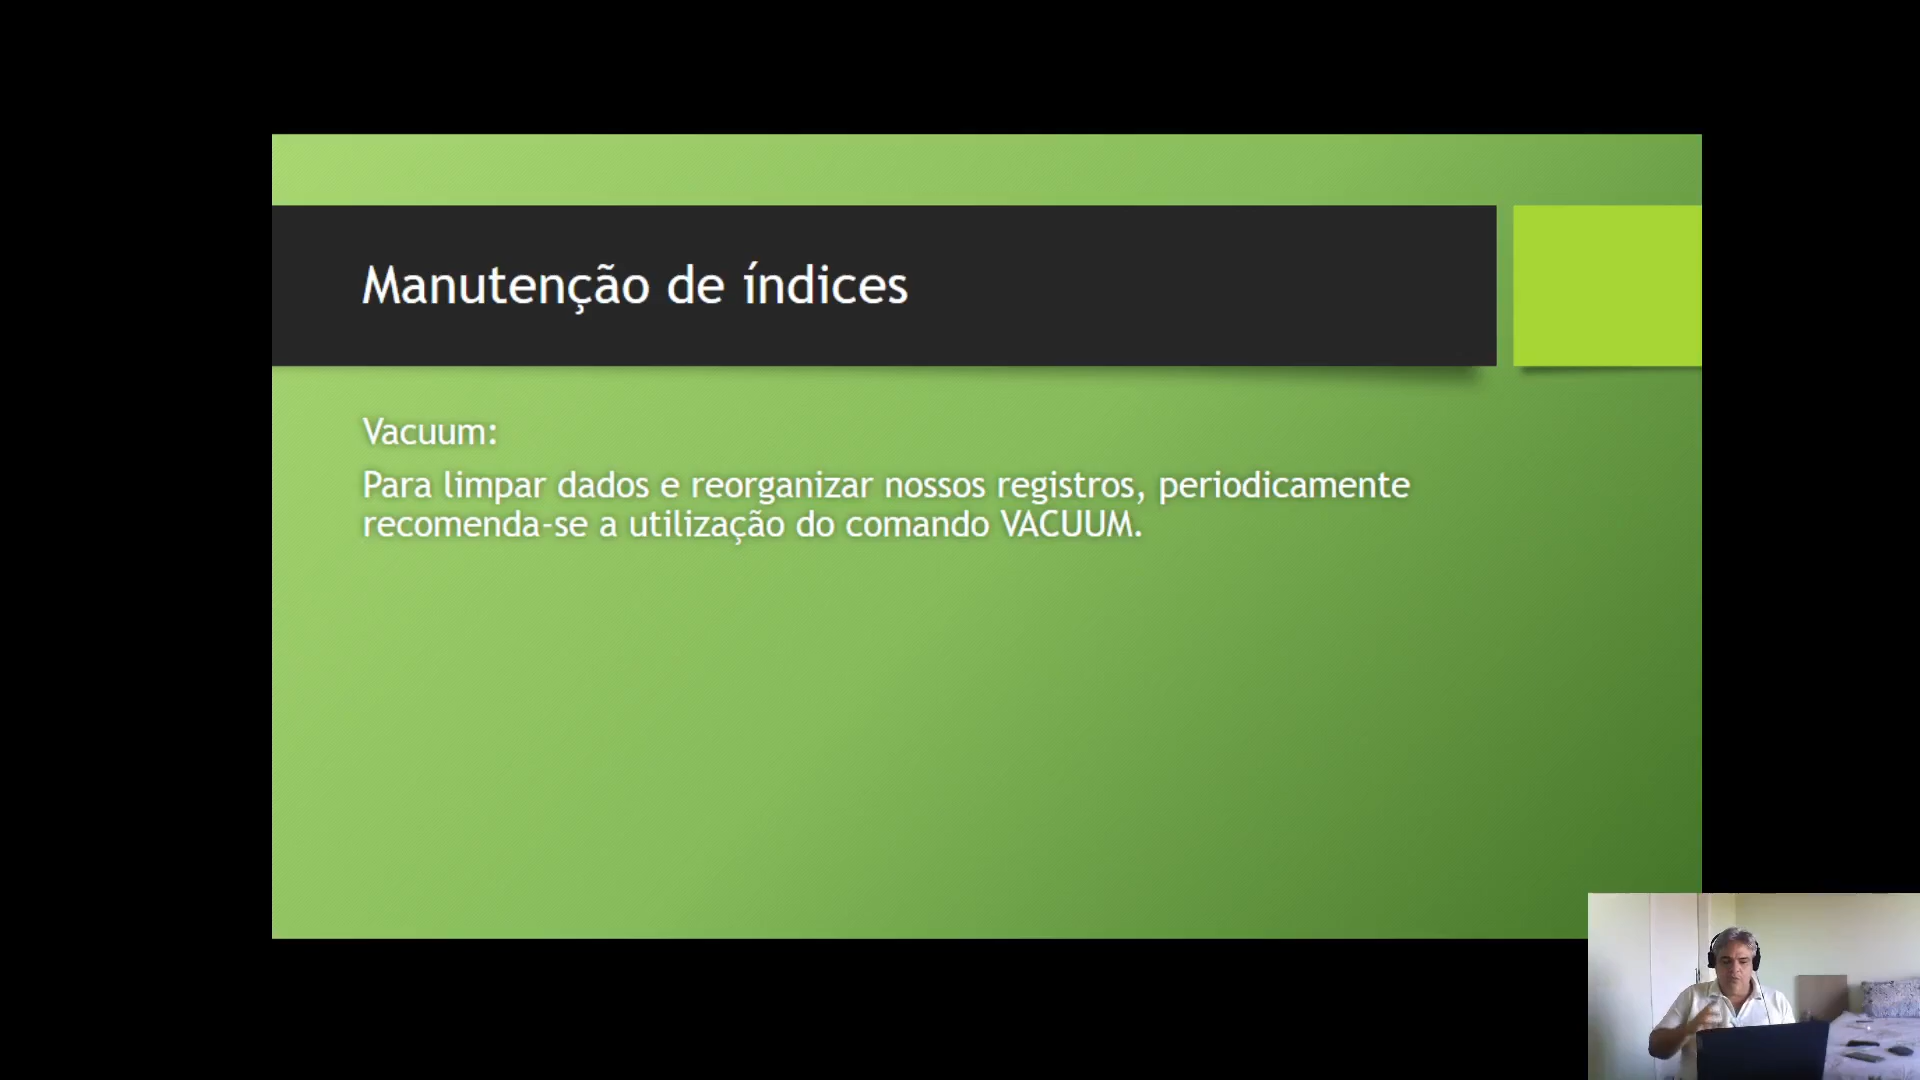 Manutenção de índices
Vacuum:
Para limpar dados e reorganizar nossos registros, periodicamente
recomenda-se a utilização do comando VACUUM.